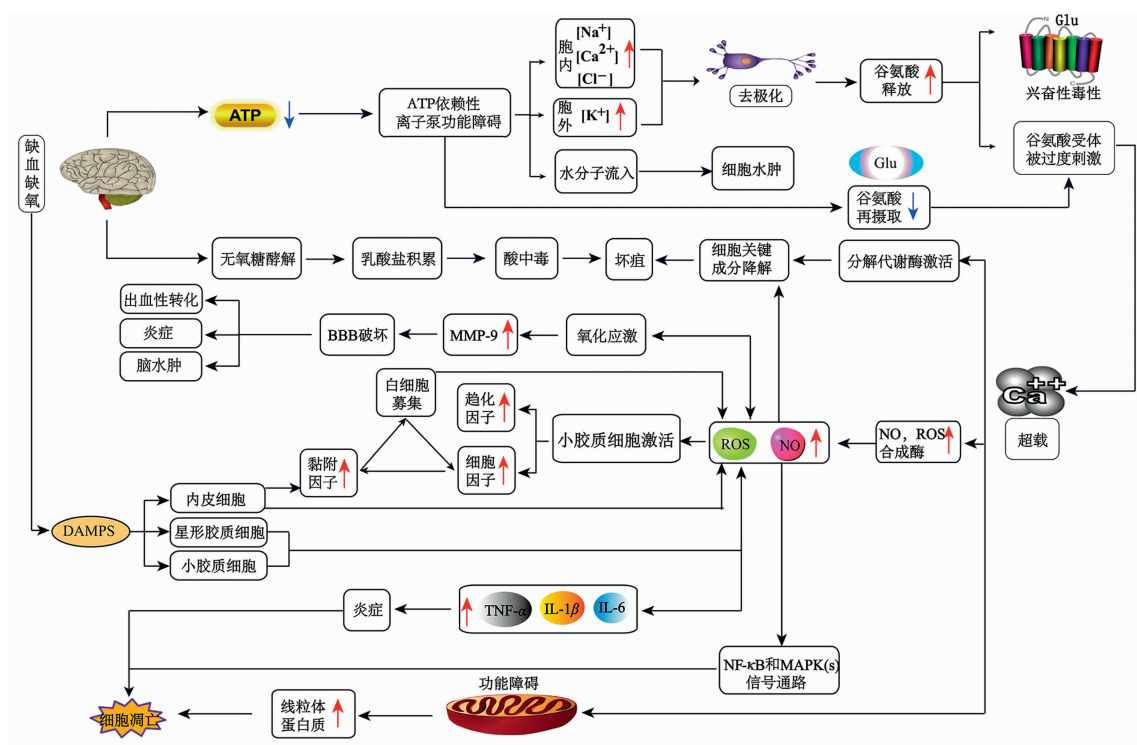 缺
血
缺
氧
ATP
ATP依赖性
离子泵功能障碍
胞
内
[Na⁺]
[Ca²⁺]
[Cl⁻]
胞
外
[K⁺]
水分子流入
细胞水肿
去极化
谷氨酸
释放
N
Glu
C
兴奋性毒性
谷氨酸受体
被过度刺激
Glu
谷氨酸
再摄取
无氧糖酵解
乳酸盐积累
酸中毒
坏疽
细胞关键
成分降解
分解代谢酶激活
出血性转化
炎症
脑水肿
BBB破坏
MMP-9
氧化应激
Ca++
超载
白细胞
募集
趋化
因子
细胞
因子
黏附
因子
小胶质细胞激活
ROS
NO
NO，ROS
合成酶
DAMPS
内皮细胞
星形胶质细胞
小胶质细胞
炎症
TNF-α
IL-1β
IL-6
NF-κB和MAPK(s)
信号通路
功能障碍
线粒体
蛋白质
细胞凋亡